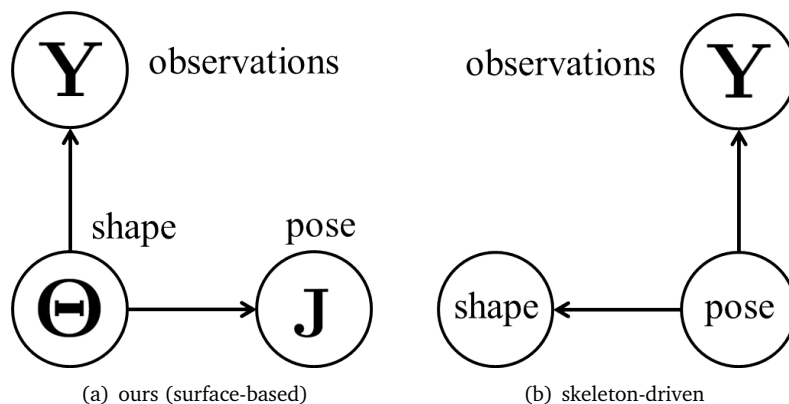 Y observations
shape pose
Θ J
(a) ours (surface-based)
observations Y
shape pose
(b) skeleton-driven